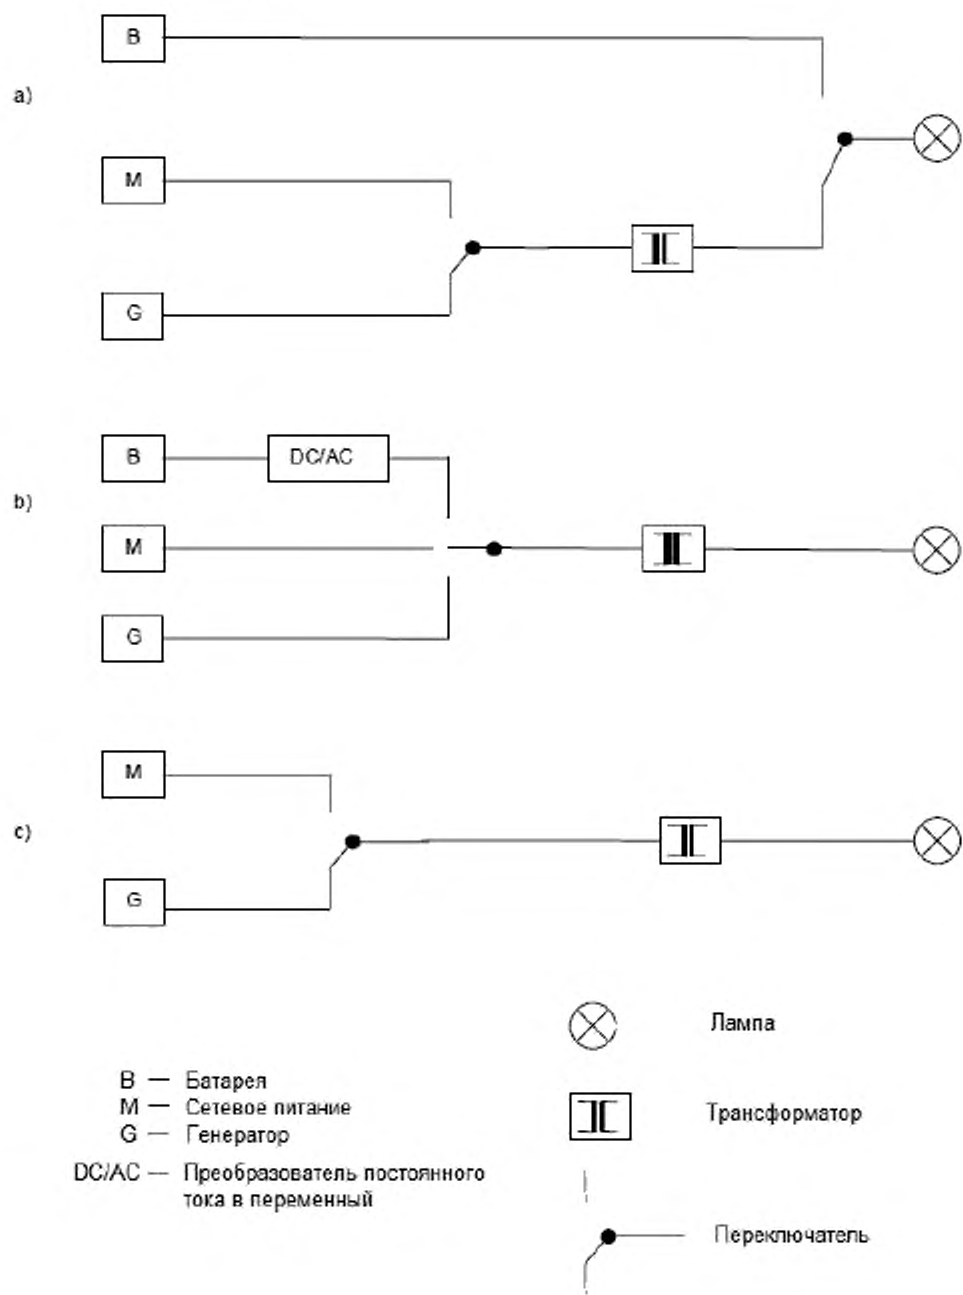 B
a)
M
G
B
DC/AC
b)
M
G
M
c)
G
Лампа
B — Батарея
M — Сетевое питание
G — Генератор
DC/AC — Преобразователь постоянного
тока в переменный
Трансформатор
Переключатель